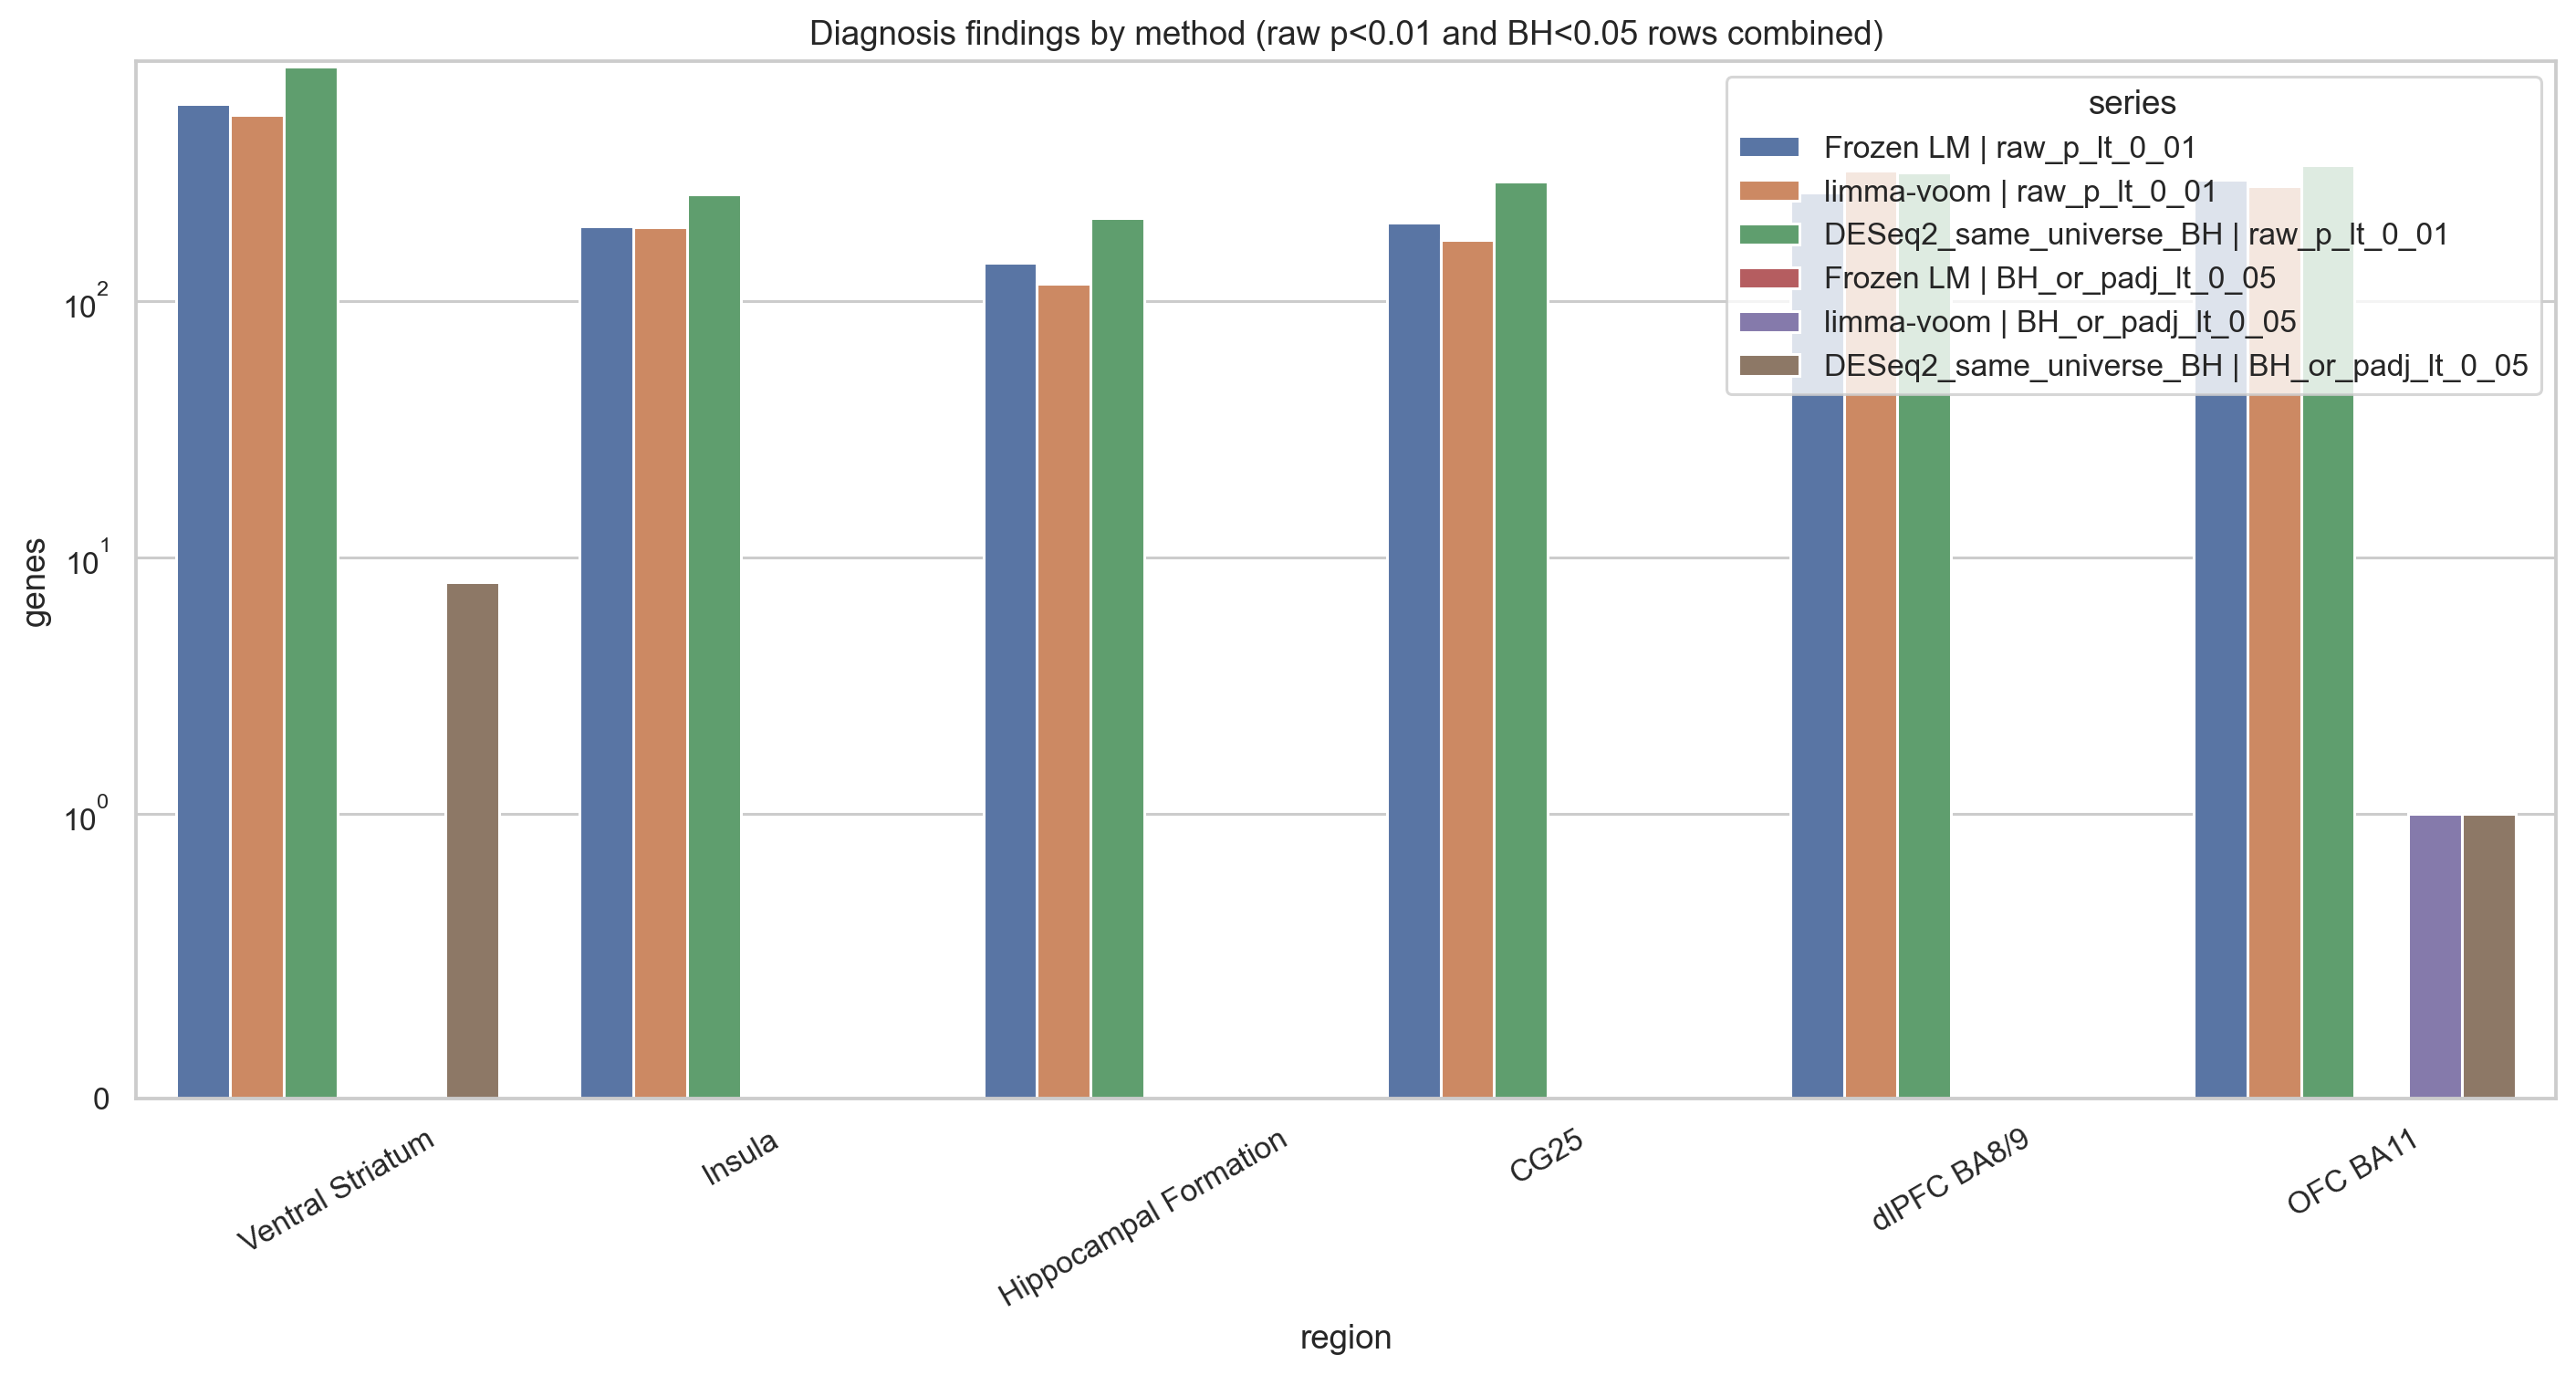 Diagnosis findings by method (raw p<0.01 and BH<0.05 rows combined)
series
Frozen LM | raw_p_lt_0_01
limma-voom | raw_p_lt_0_01
DESeq2_same_universe_BH | raw_p_lt_0_01
Frozen LM | BH_or_padj_lt_0_05
limma-voom | BH_or_padj_lt_0_05
DESeq2_same_universe_BH | BH_or_padj_lt_0_05
genes
10²
10¹
10⁰
0
Ventral Striatum
Insula
Hippocampal Formation
CG25
dlPFC BA8/9
OFC BA11
region